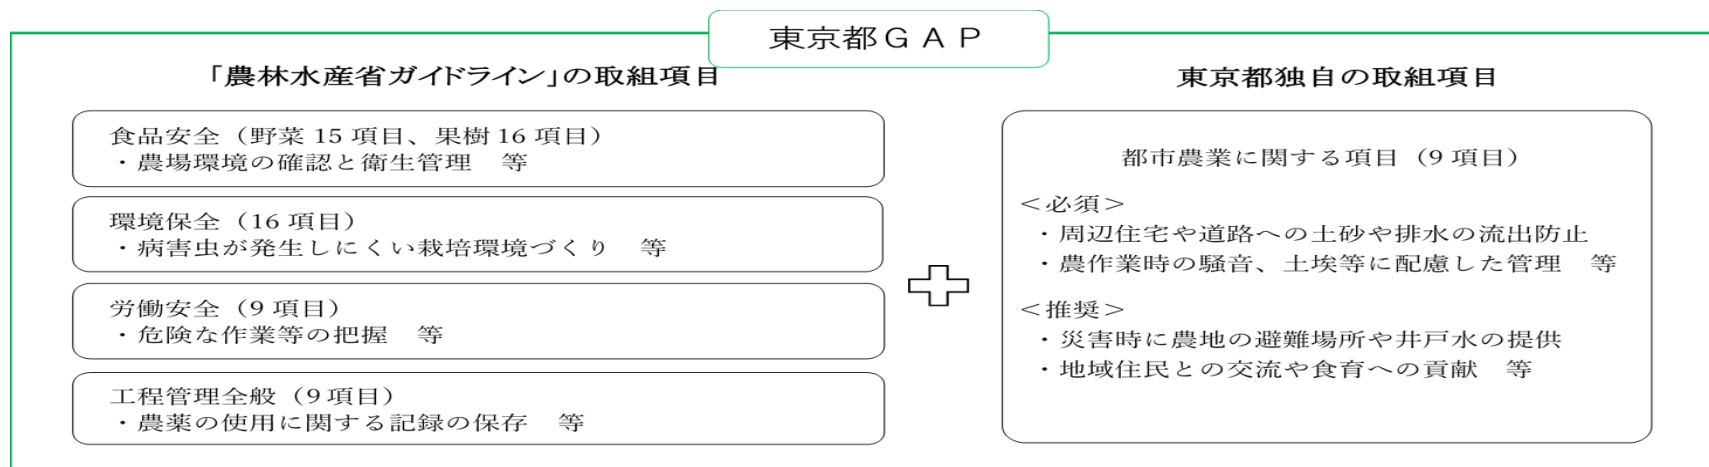 東京都ＧＡＰ
「農林水産省ガイドライン」の取組項目
食品安全（野菜 15 項目、果樹 16 項目）
・農場環境の確認と衛生管理　等
環境保全（16 項目）
・病害虫が発生しにくい栽培環境づくり　等
労働安全（9 項目）
・危険な作業等の把握　等
工程管理全般（9 項目）
・農薬の使用に関する記録の保存　等
東京都独自の取組項目
都市農業に関する項目（9 項目）
＜必須＞
・周辺住宅や道路への土砂や排水の流出防止
・農作業時の騒音、土埃等に配慮した管理　等
＜推奨＞
・災害時に農地の避難場所や井戸水の提供
・地域住民との交流や食育への貢献　等